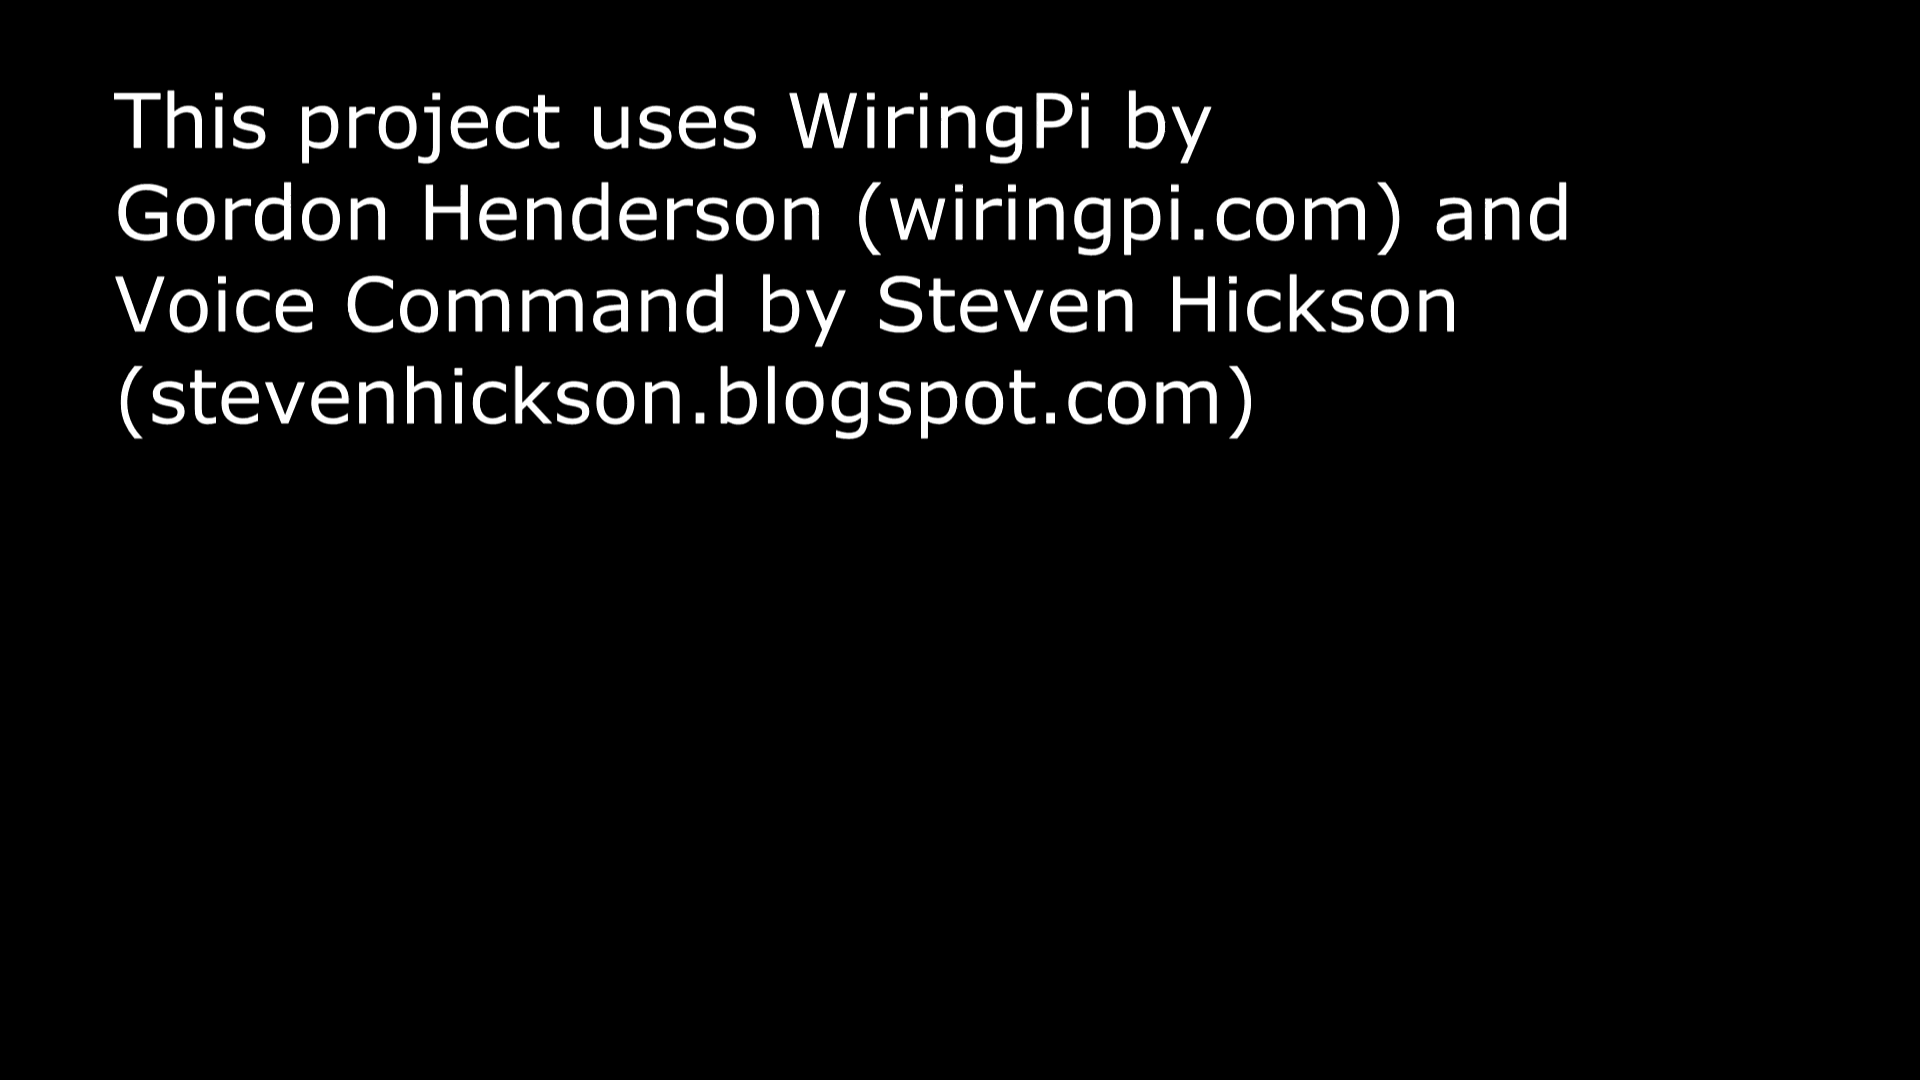 This project uses WiringPi by
Gordon Henderson (wiringpi.com) and
Voice Command by Steven Hickson
(stevenhickson.blogspot.com)